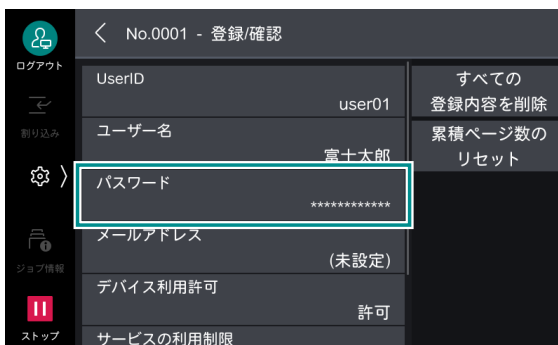 No.0001 - 登録/確認
ログアウト
割り込み
ジョブ情報
ストップ
UserID
user01
ユーザー名
富士太郎
パスワード
************
メールアドレス
(未設定)
デバイス利用許可
許可
サービスの利用制限
すべての
登録内容を削除
累積ページ数の
リセット